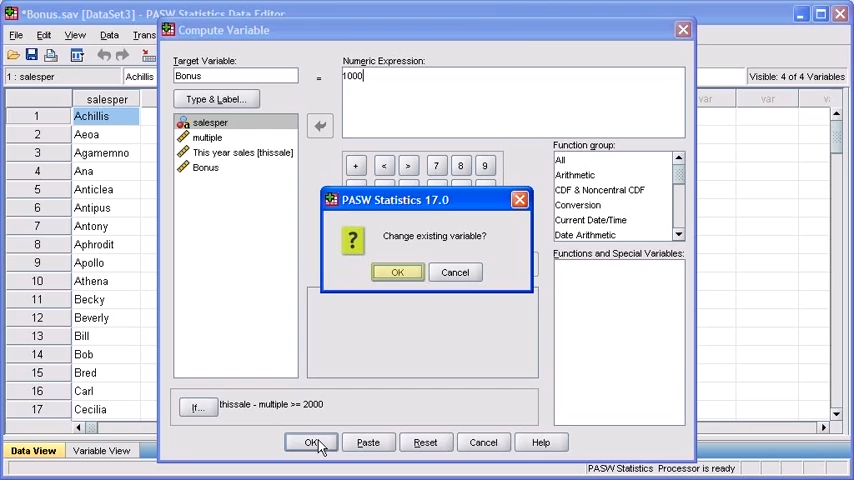 *Bonus.sav [DataSet3] - PASW Statistics Data Editor
File Edit View Data Trans
Compute Variable
1 : salesper Achillis
Visible: 4 of 4 Variables
salesper var var
1 Achillis
2 Aeoa
3 Agamemno
4 Ana
5 Anticlea
6 Antipus
7 Antony
8 Aphrodit
9 Apollo
10 Athena
11 Becky
12 Beverly
13 Bill
14 Bob
15 Bred
16 Carl
17 Cecilia
Data View Variable View
PASW Statistics Processor is ready
Target Variable:
Bonus
=
Numeric Expression:
1000
Type & Label...
salesper
multiple
This year sales [thissale]
Bonus
+ < > 7 8 9
Function group:
All
Arithmetic
CDF & Noncentral CDF
Conversion
Current Date/Time
Date Arithmetic
Functions and Special Variables:
PASW Statistics 17.0
?
Change existing variable?
OK Cancel
If... thissale - multiple >= 2000
OK Paste Reset Cancel Help